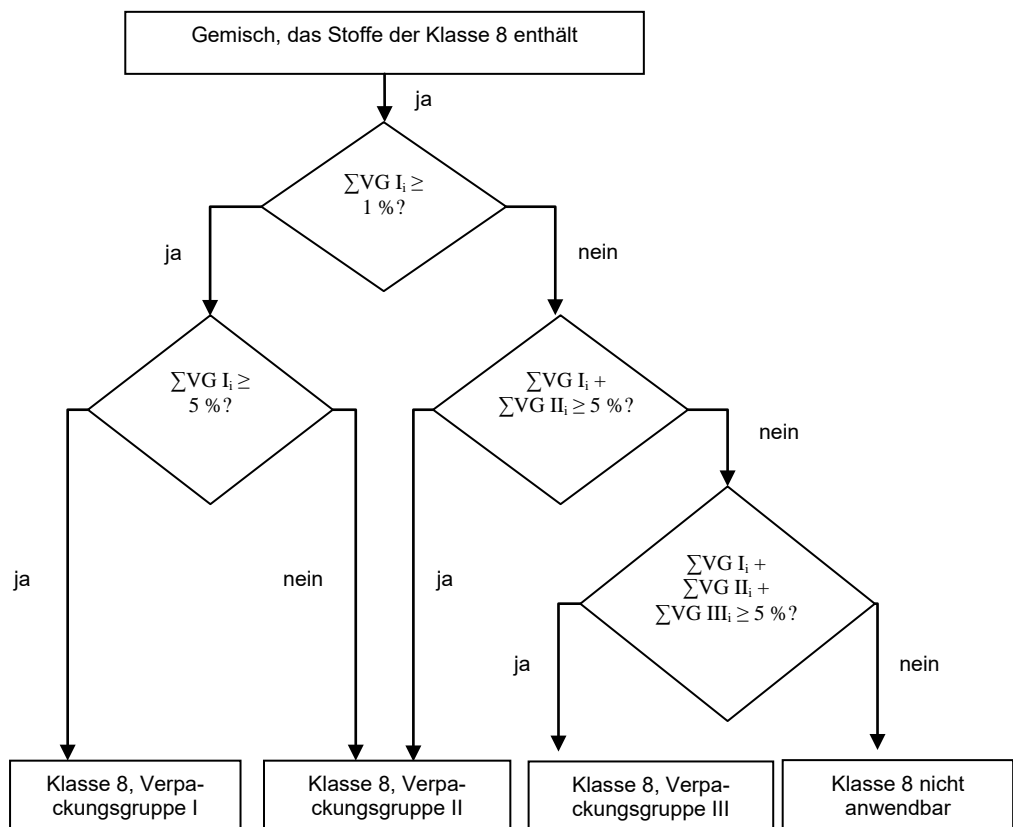 Gemisch, das Stoffe der Klasse 8 enthält
ja
∑VG Iᵢ ≥
1 %?
ja
nein
∑VG Iᵢ ≥
5 %?
∑VG Iᵢ +
∑VG IIᵢ ≥ 5 %?
nein
ja
nein
ja
∑VG Iᵢ +
∑VG IIᵢ +
∑VG IIIᵢ ≥ 5 %?
ja
nein
Klasse 8, Verpa-
ckungsgruppe I
Klasse 8, Verpa-
ckungsgruppe II
Klasse 8, Verpa-
ckungsgruppe III
Klasse 8 nicht
anwendbar